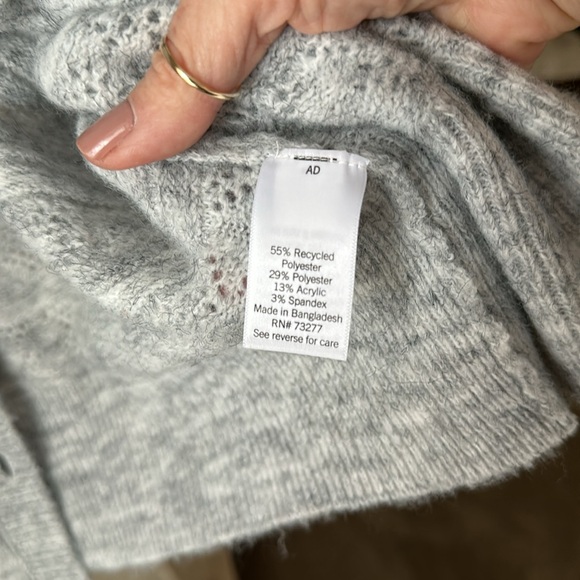 AD
55% Recycled
Polyester
29% Polyester
13% Acrylic
3% Spandex
Made in Bangladesh
RN# 73277
See reverse for care